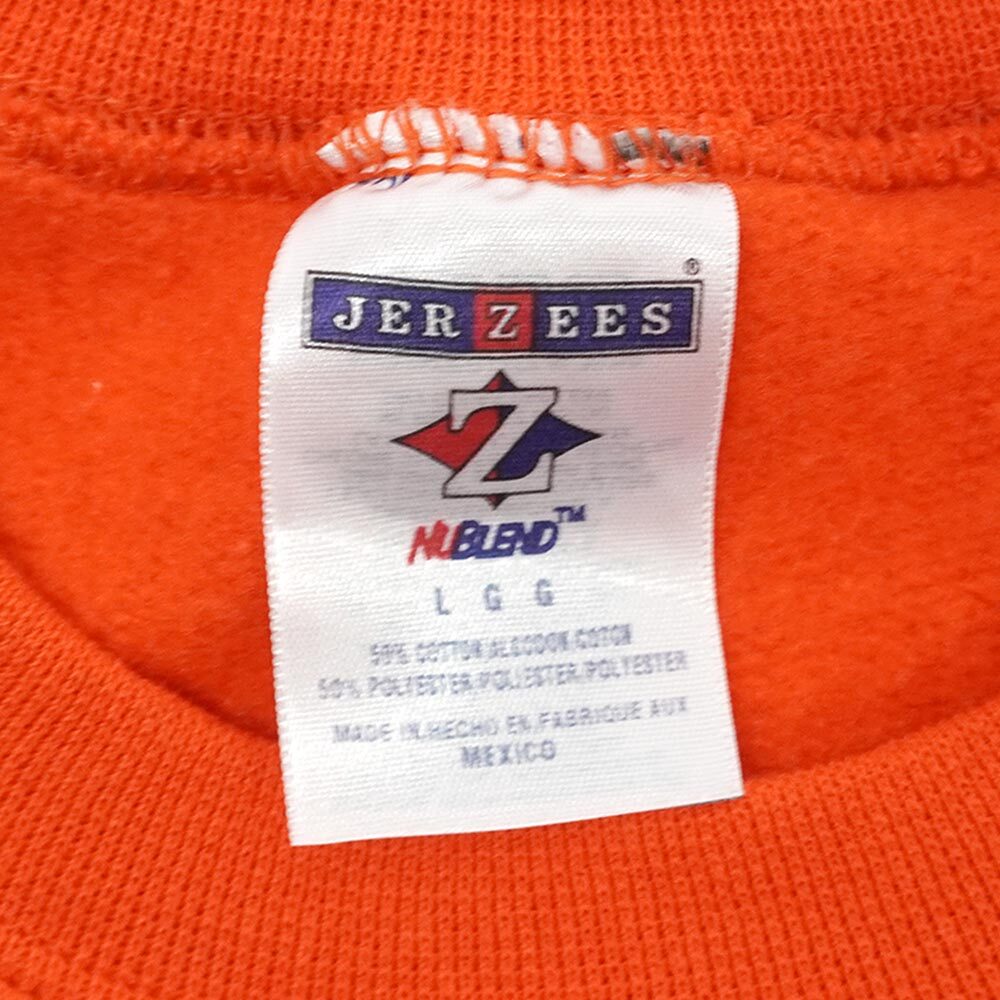 JERZEES®
Z
NUBLEND™
L G G
50% COTTON/ALGODON/COTON
50% POLYESTER/POLIESTER/POLYESTER
MADE IN/HECHO EN/FABRIQUE AUX
MEXICO